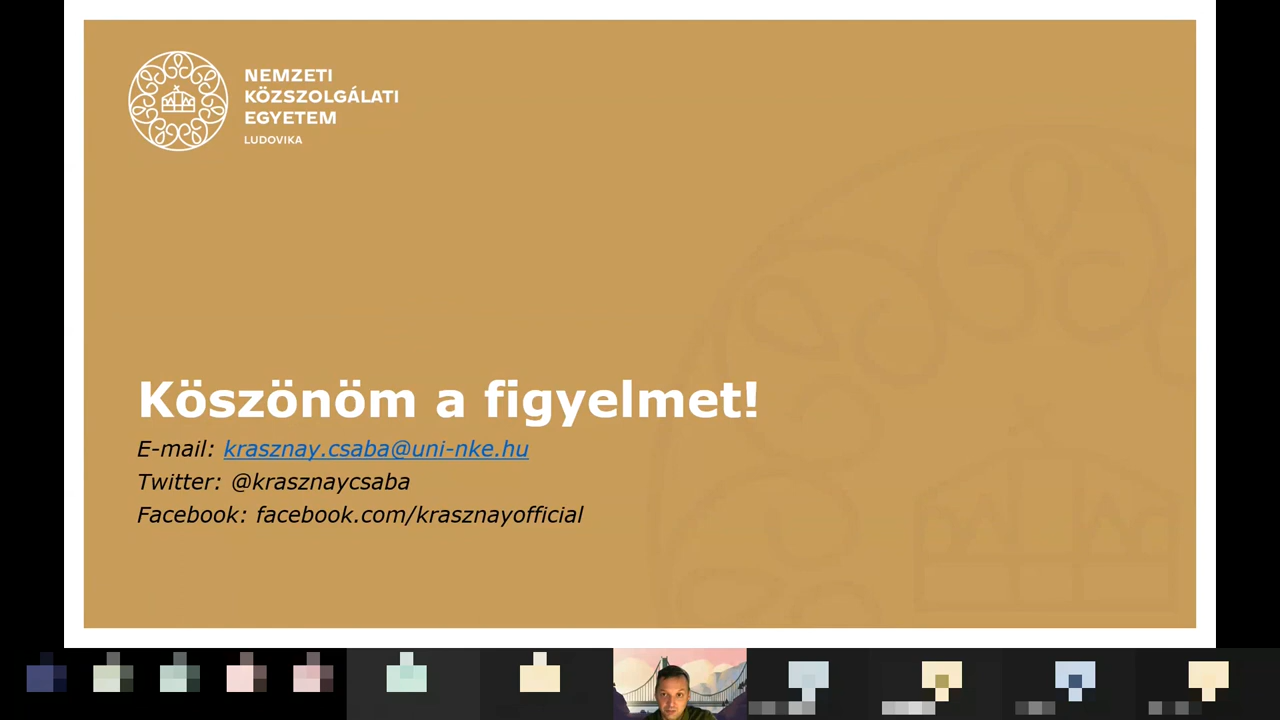 NEMZETI
KÖZSZOLGÁLATI
EGYETEM
LUDOVIKA
Köszönöm a figyelmet!
E-mail: krasznay.csaba@uni-nke.hu
Twitter: @krasznaycsaba
Facebook: facebook.com/krasznayofficial